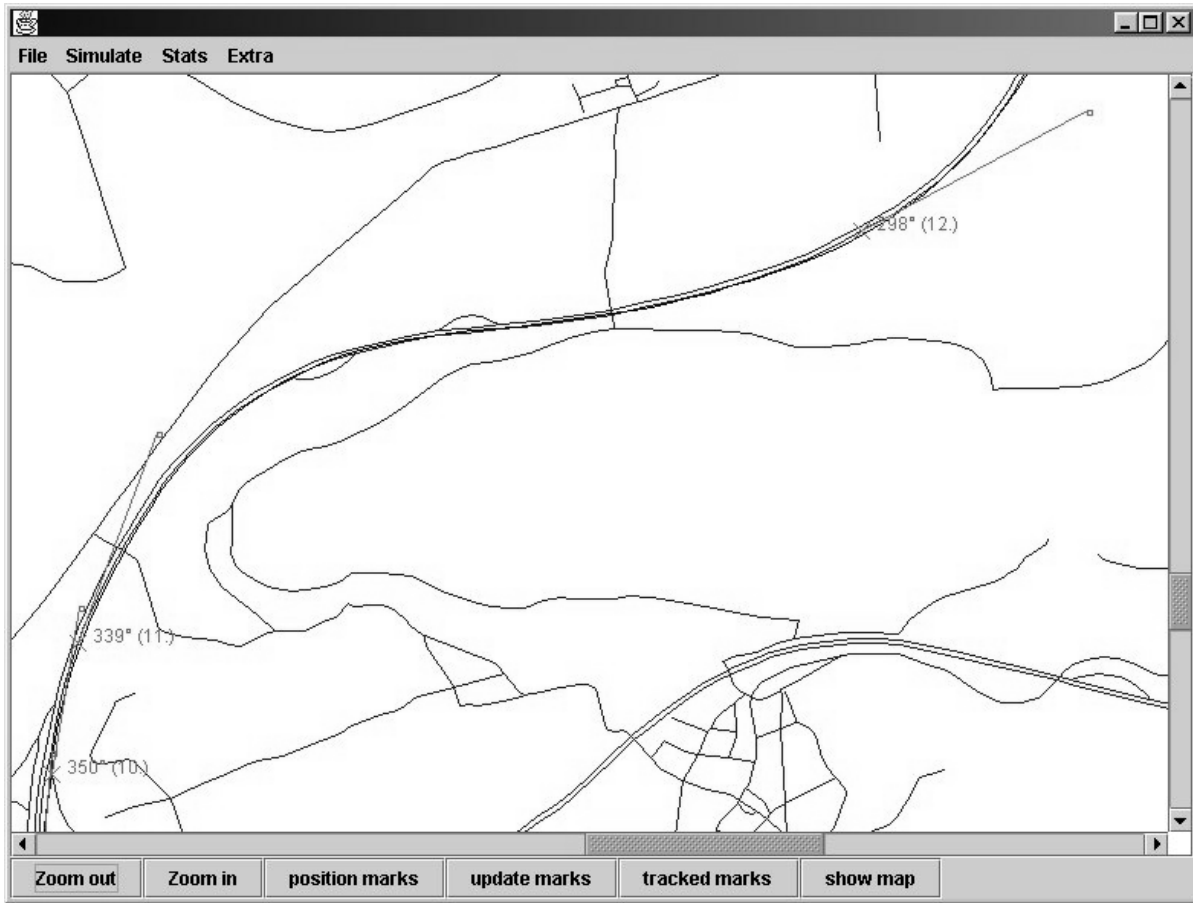 File Simulate Stats Extra
298° (12.)
339° (11.)
350° (10.)
Zoom out Zoom in position marks update marks tracked marks show map